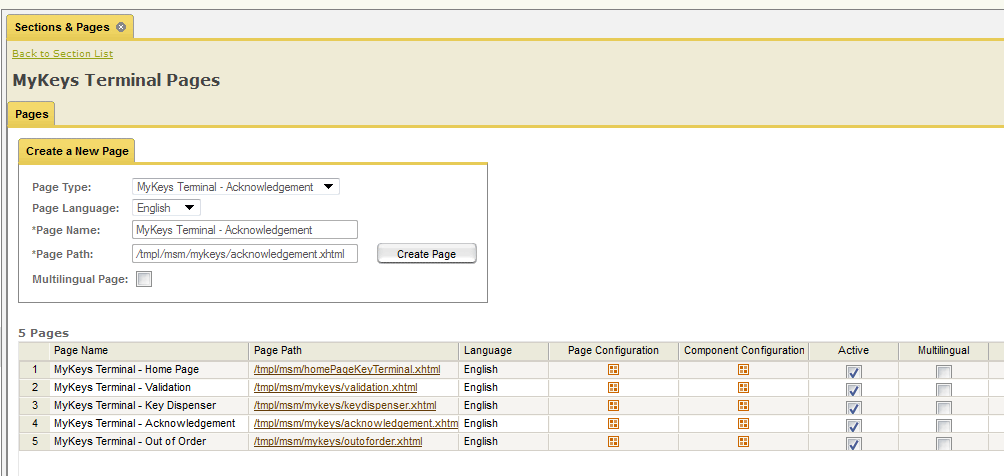 Sections & Pages
Back to Section List
MyKeys Terminal Pages
Pages
Create a New Page
Page Type: MyKeys Terminal - Acknowledgement
Page Language: English
*Page Name: MyKeys Terminal - Acknowledgement
*Page Path: /tmpl/msm/mykeys/acknowledgement.xhtml Create Page
Multilingual Page:
5 Pages
Page Name Page Path Language Page Configuration Component Configuration Active Multilingual
1 MyKeys Terminal - Home Page /tmpl/msm/homePageKeyTerminal.xhtml English
2 MyKeys Terminal - Validation /tmpl/msm/mykeys/validation.xhtml English
3 MyKeys Terminal - Key Dispenser /tmpl/msm/mykeys/keydispenser.xhtml English
4 MyKeys Terminal - Acknowledgement /tmpl/msm/mykeys/acknowledgement.xhtm English
5 MyKeys Terminal - Out of Order /tmpl/msm/mykeys/outoforder.xhtml English